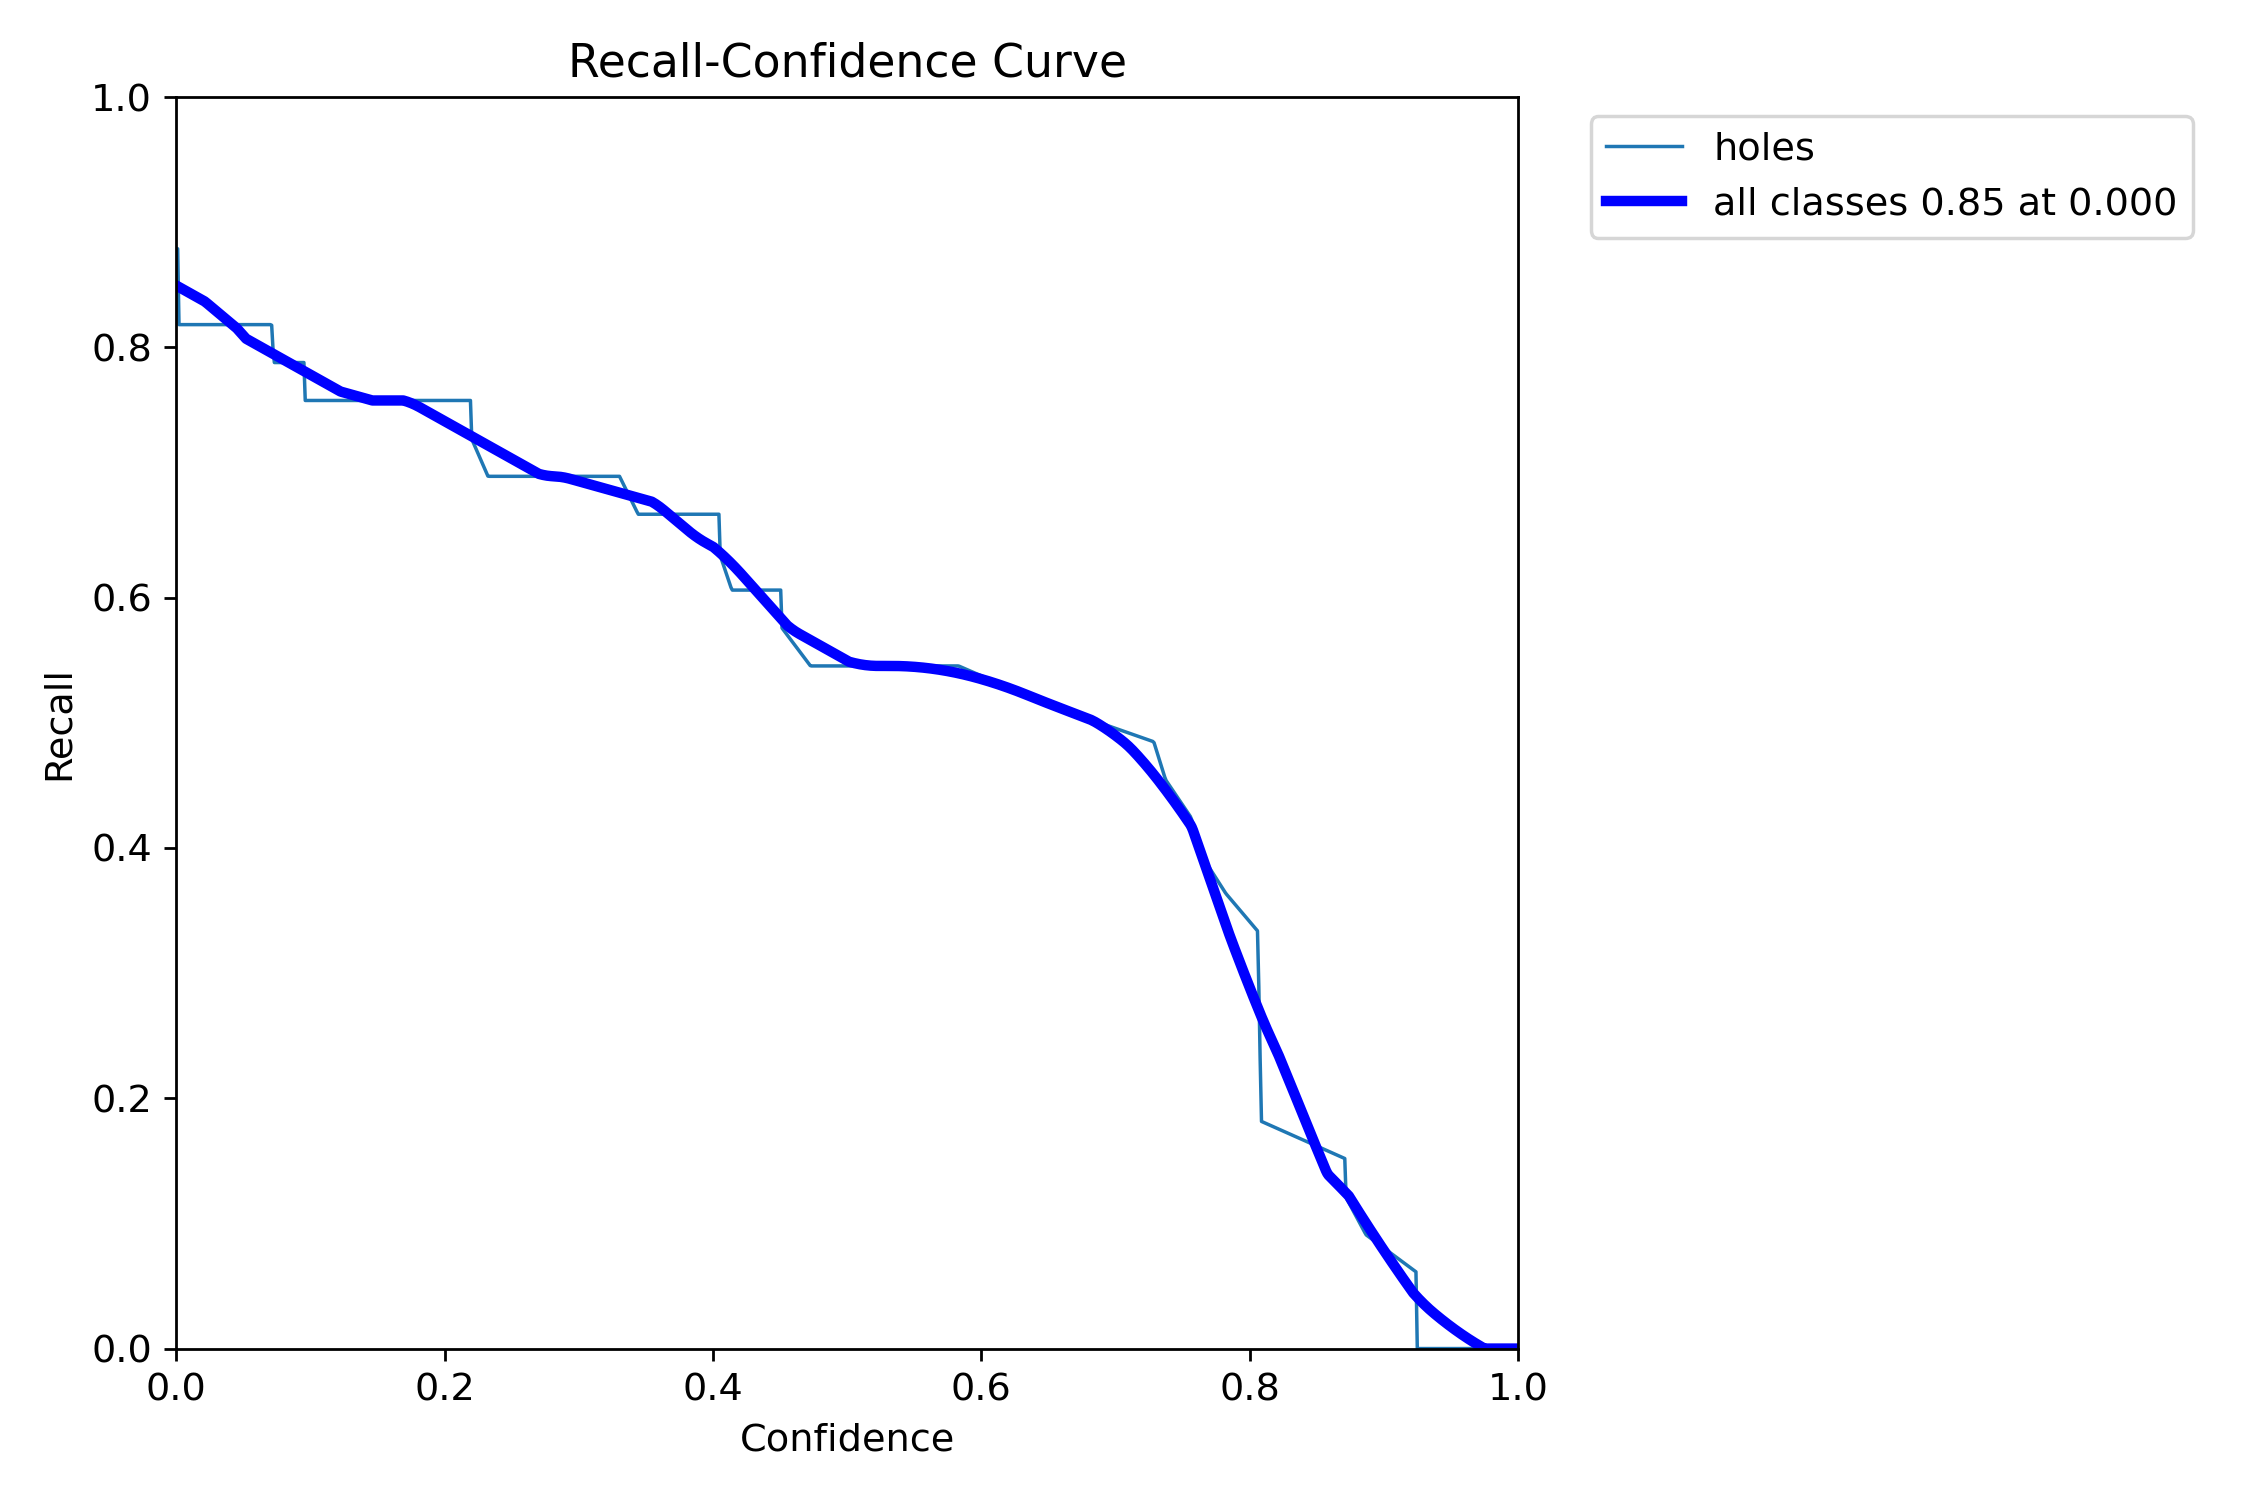 Recall-Confidence Curve
holes
all classes 0.85 at 0.000
1.0
0.8
0.6
0.4
0.2
0.0
Recall
0.0 0.2 0.4 0.6 0.8 1.0
Confidence